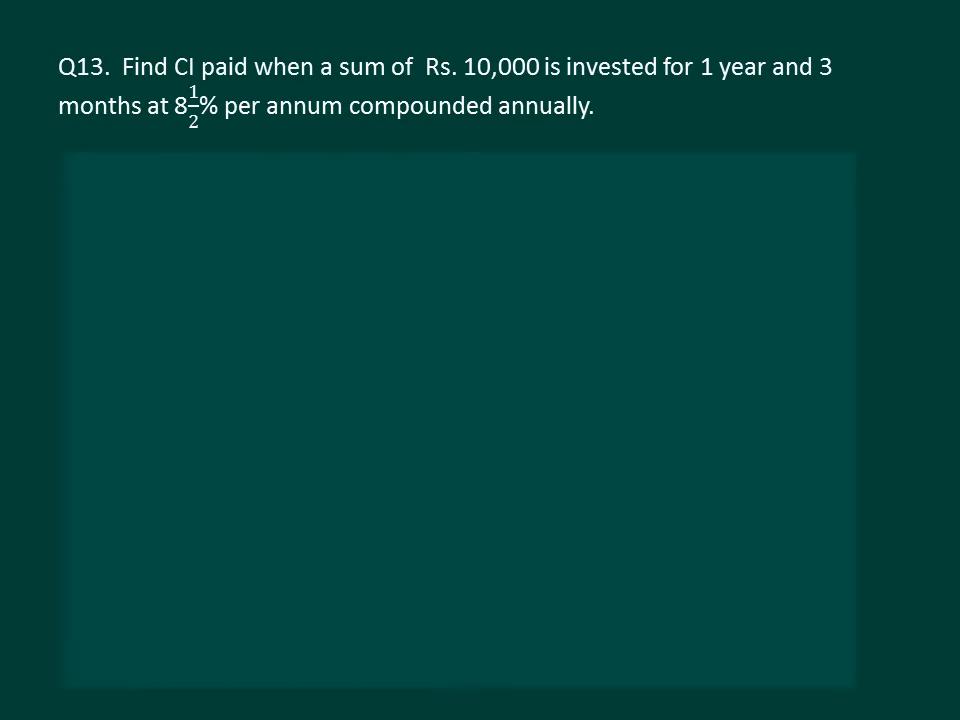 Q13.  Find CI paid when a sum of  Rs. 10,000 is invested for 1 year and 3
months at 8½% per annum compounded annually.